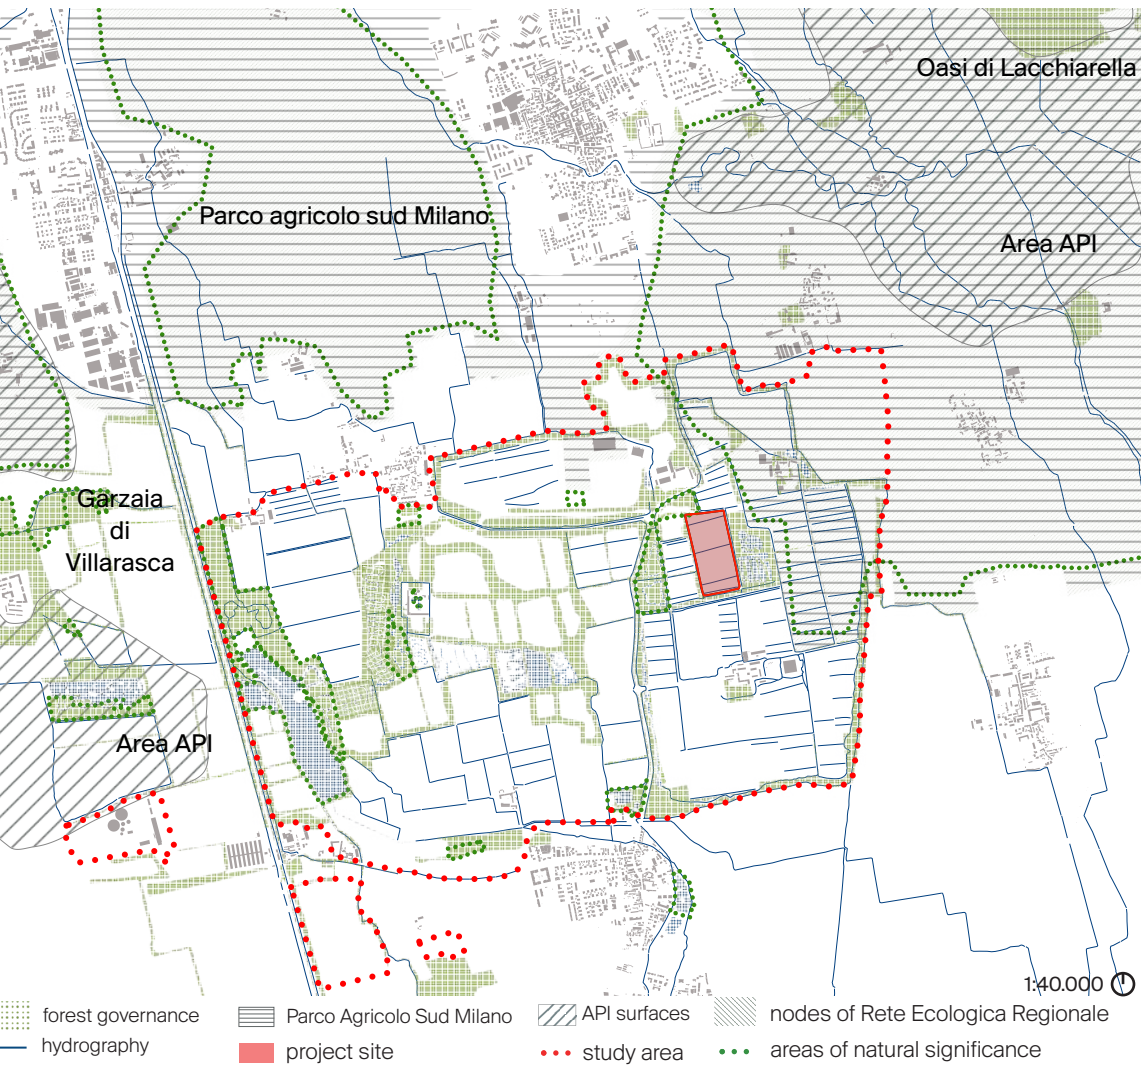 Oasi di Lacchiarella
Parco agricolo sud Milano
Area API
Garzaia
di
Villarasca
Area API
1:40.000
forest governance
Parco Agricolo Sud Milano
API surfaces
nodes of Rete Ecologica Regionale
hydrography
project site
study area
areas of natural significance